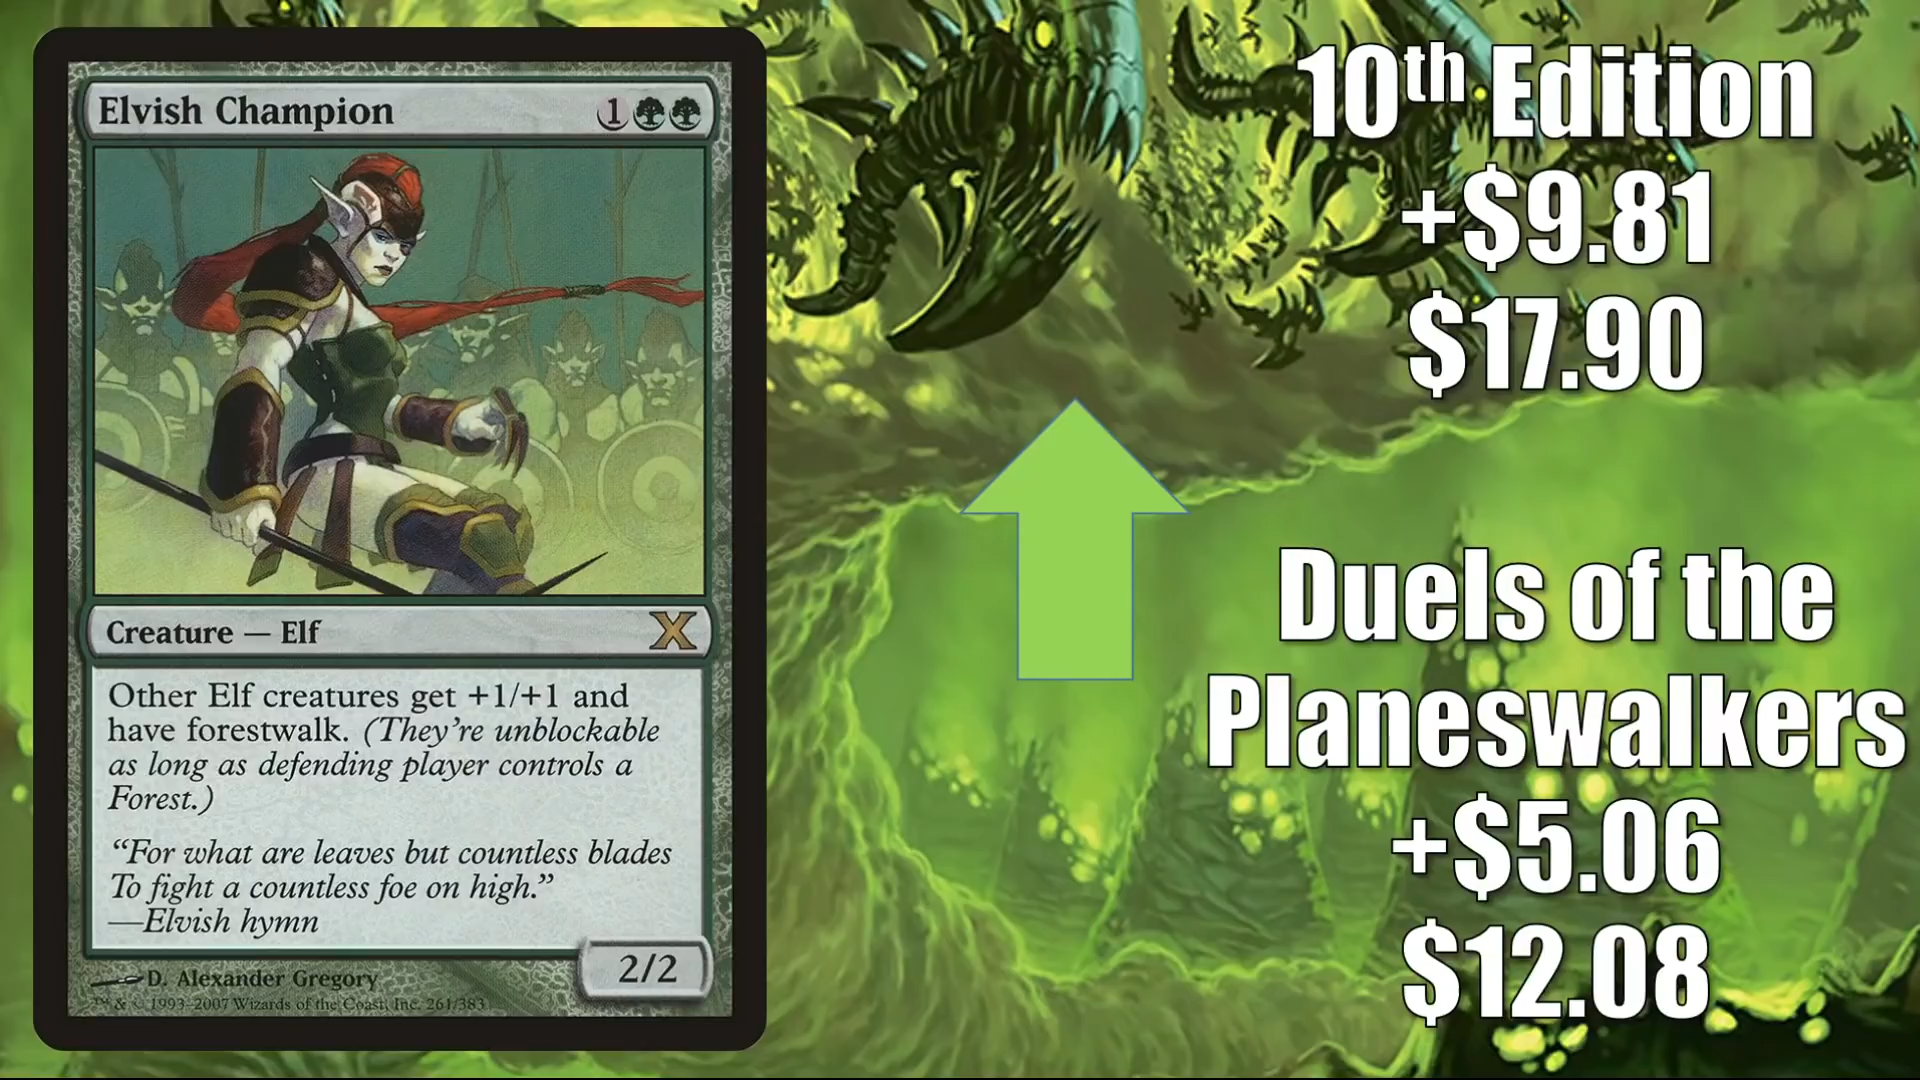 Elvish Champion 1
Creature — Elf X
Other Elf creatures get +1/+1 and
have forestwalk. (They're unblockable
as long as defending player controls a
Forest.)
“For what are leaves but countless blades
To fight a countless foe on high.”
—Elvish hymn
2/2
D. Alexander Gregory
™ & © 1993–2007 Wizards of the Coast, Inc. 261/383
10th Edition
+$9.81
$17.90
Duels of the
Planeswalkers
+$5.06
$12.08